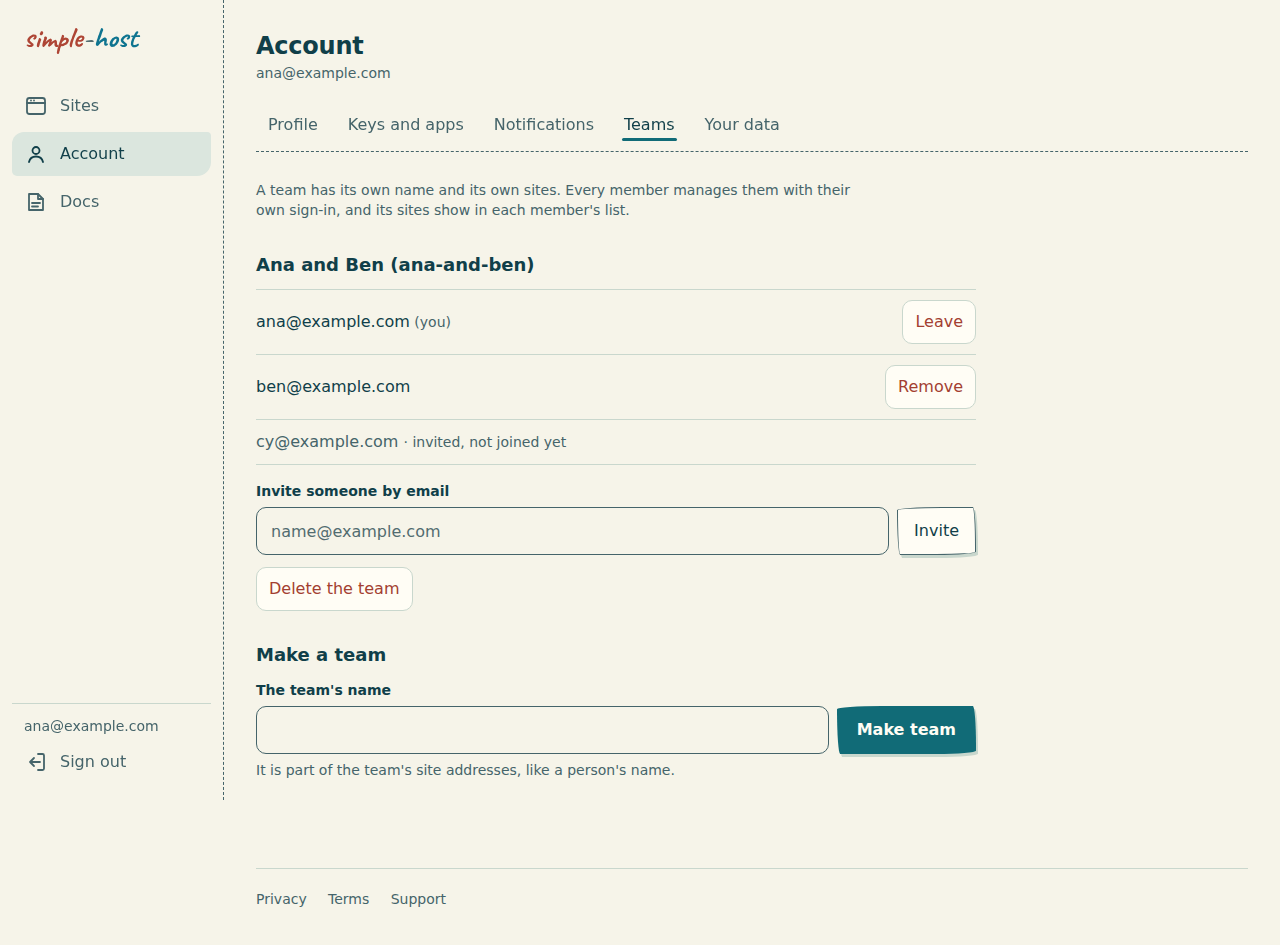 simple-host
Sites
Account
Docs
ana@example.com
Sign out
Account
ana@example.com
Profile Keys and apps Notifications Teams Your data
A team has its own name and its own sites. Every member manages them with their
own sign-in, and its sites show in each member's list.
Ana and Ben (ana-and-ben)
ana@example.com (you) Leave
ben@example.com Remove
cy@example.com · invited, not joined yet
Invite someone by email
name@example.com Invite
Delete the team
Make a team
The team's name
Make team
It is part of the team's site addresses, like a person's name.
Privacy Terms Support